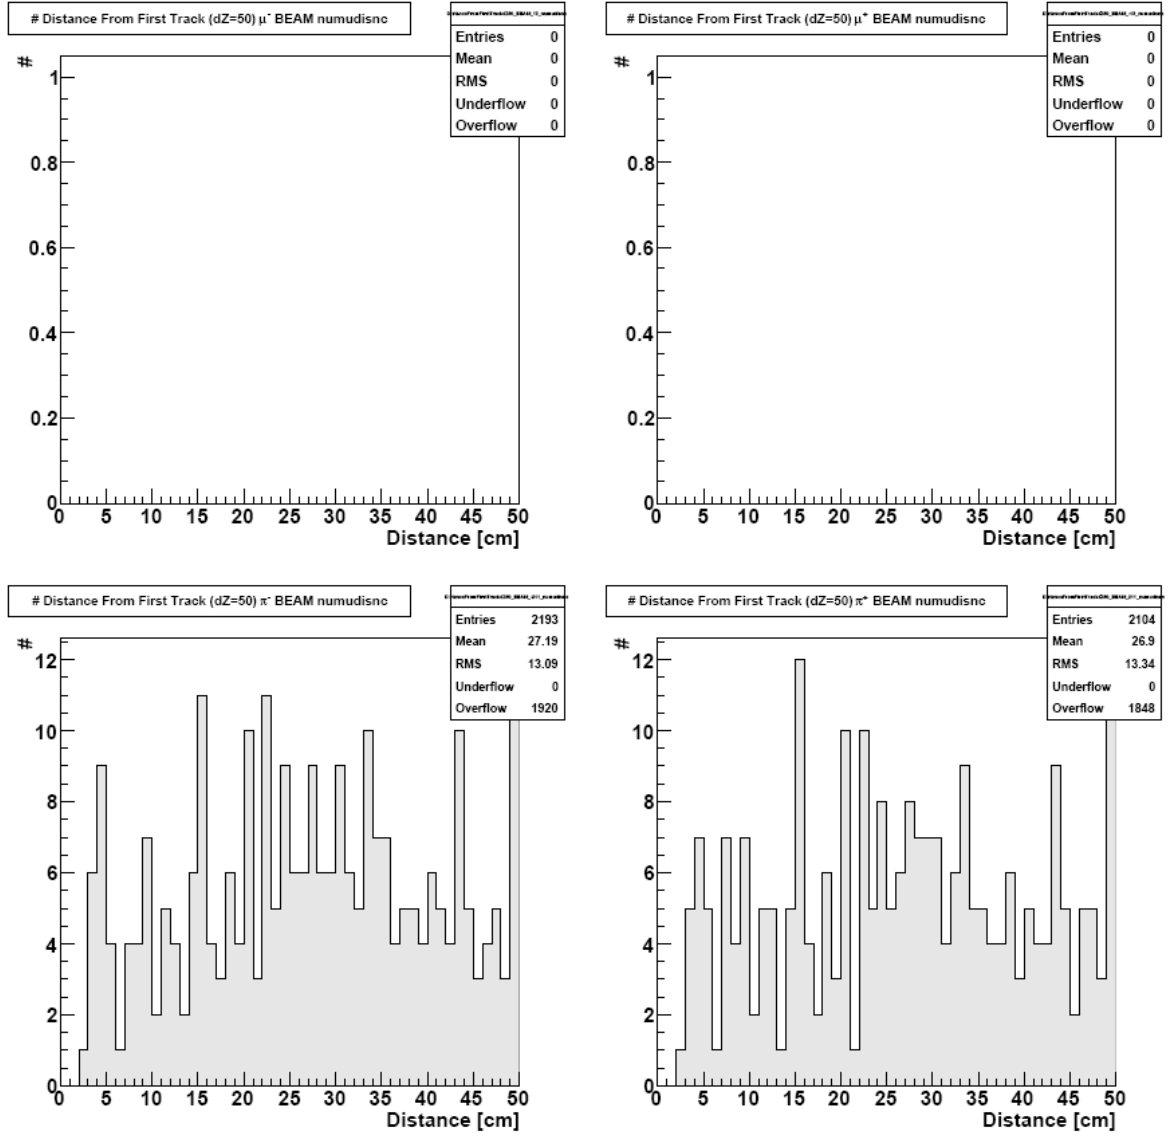 # Distance From First Track (dZ=50) μ⁻ BEAM numudisnc
Entries 0
Mean 0
RMS 0
Underflow 0
Overflow 0
#
1
0.8
0.6
0.4
0.2
0
0 5 10 15 20 25 30 35 40 45 50
Distance [cm]
# Distance From First Track (dZ=50) μ⁺ BEAM numudisnc
Entries 0
Mean 0
RMS 0
Underflow 0
Overflow 0
#
1
0.8
0.6
0.4
0.2
0
0 5 10 15 20 25 30 35 40 45 50
Distance [cm]
# Distance From First Track (dZ=50) π⁻ BEAM numudisnc
Entries 2193
Mean 27.19
RMS 13.09
Underflow 0
Overflow 1920
#
12
10
8
6
4
2
0
0 5 10 15 20 25 30 35 40 45 50
Distance [cm]
# Distance From First Track (dZ=50) π⁺ BEAM numudisnc
Entries 2104
Mean 26.9
RMS 13.34
Underflow 0
Overflow 1848
#
12
10
8
6
4
2
0
0 5 10 15 20 25 30 35 40 45 50
Distance [cm]